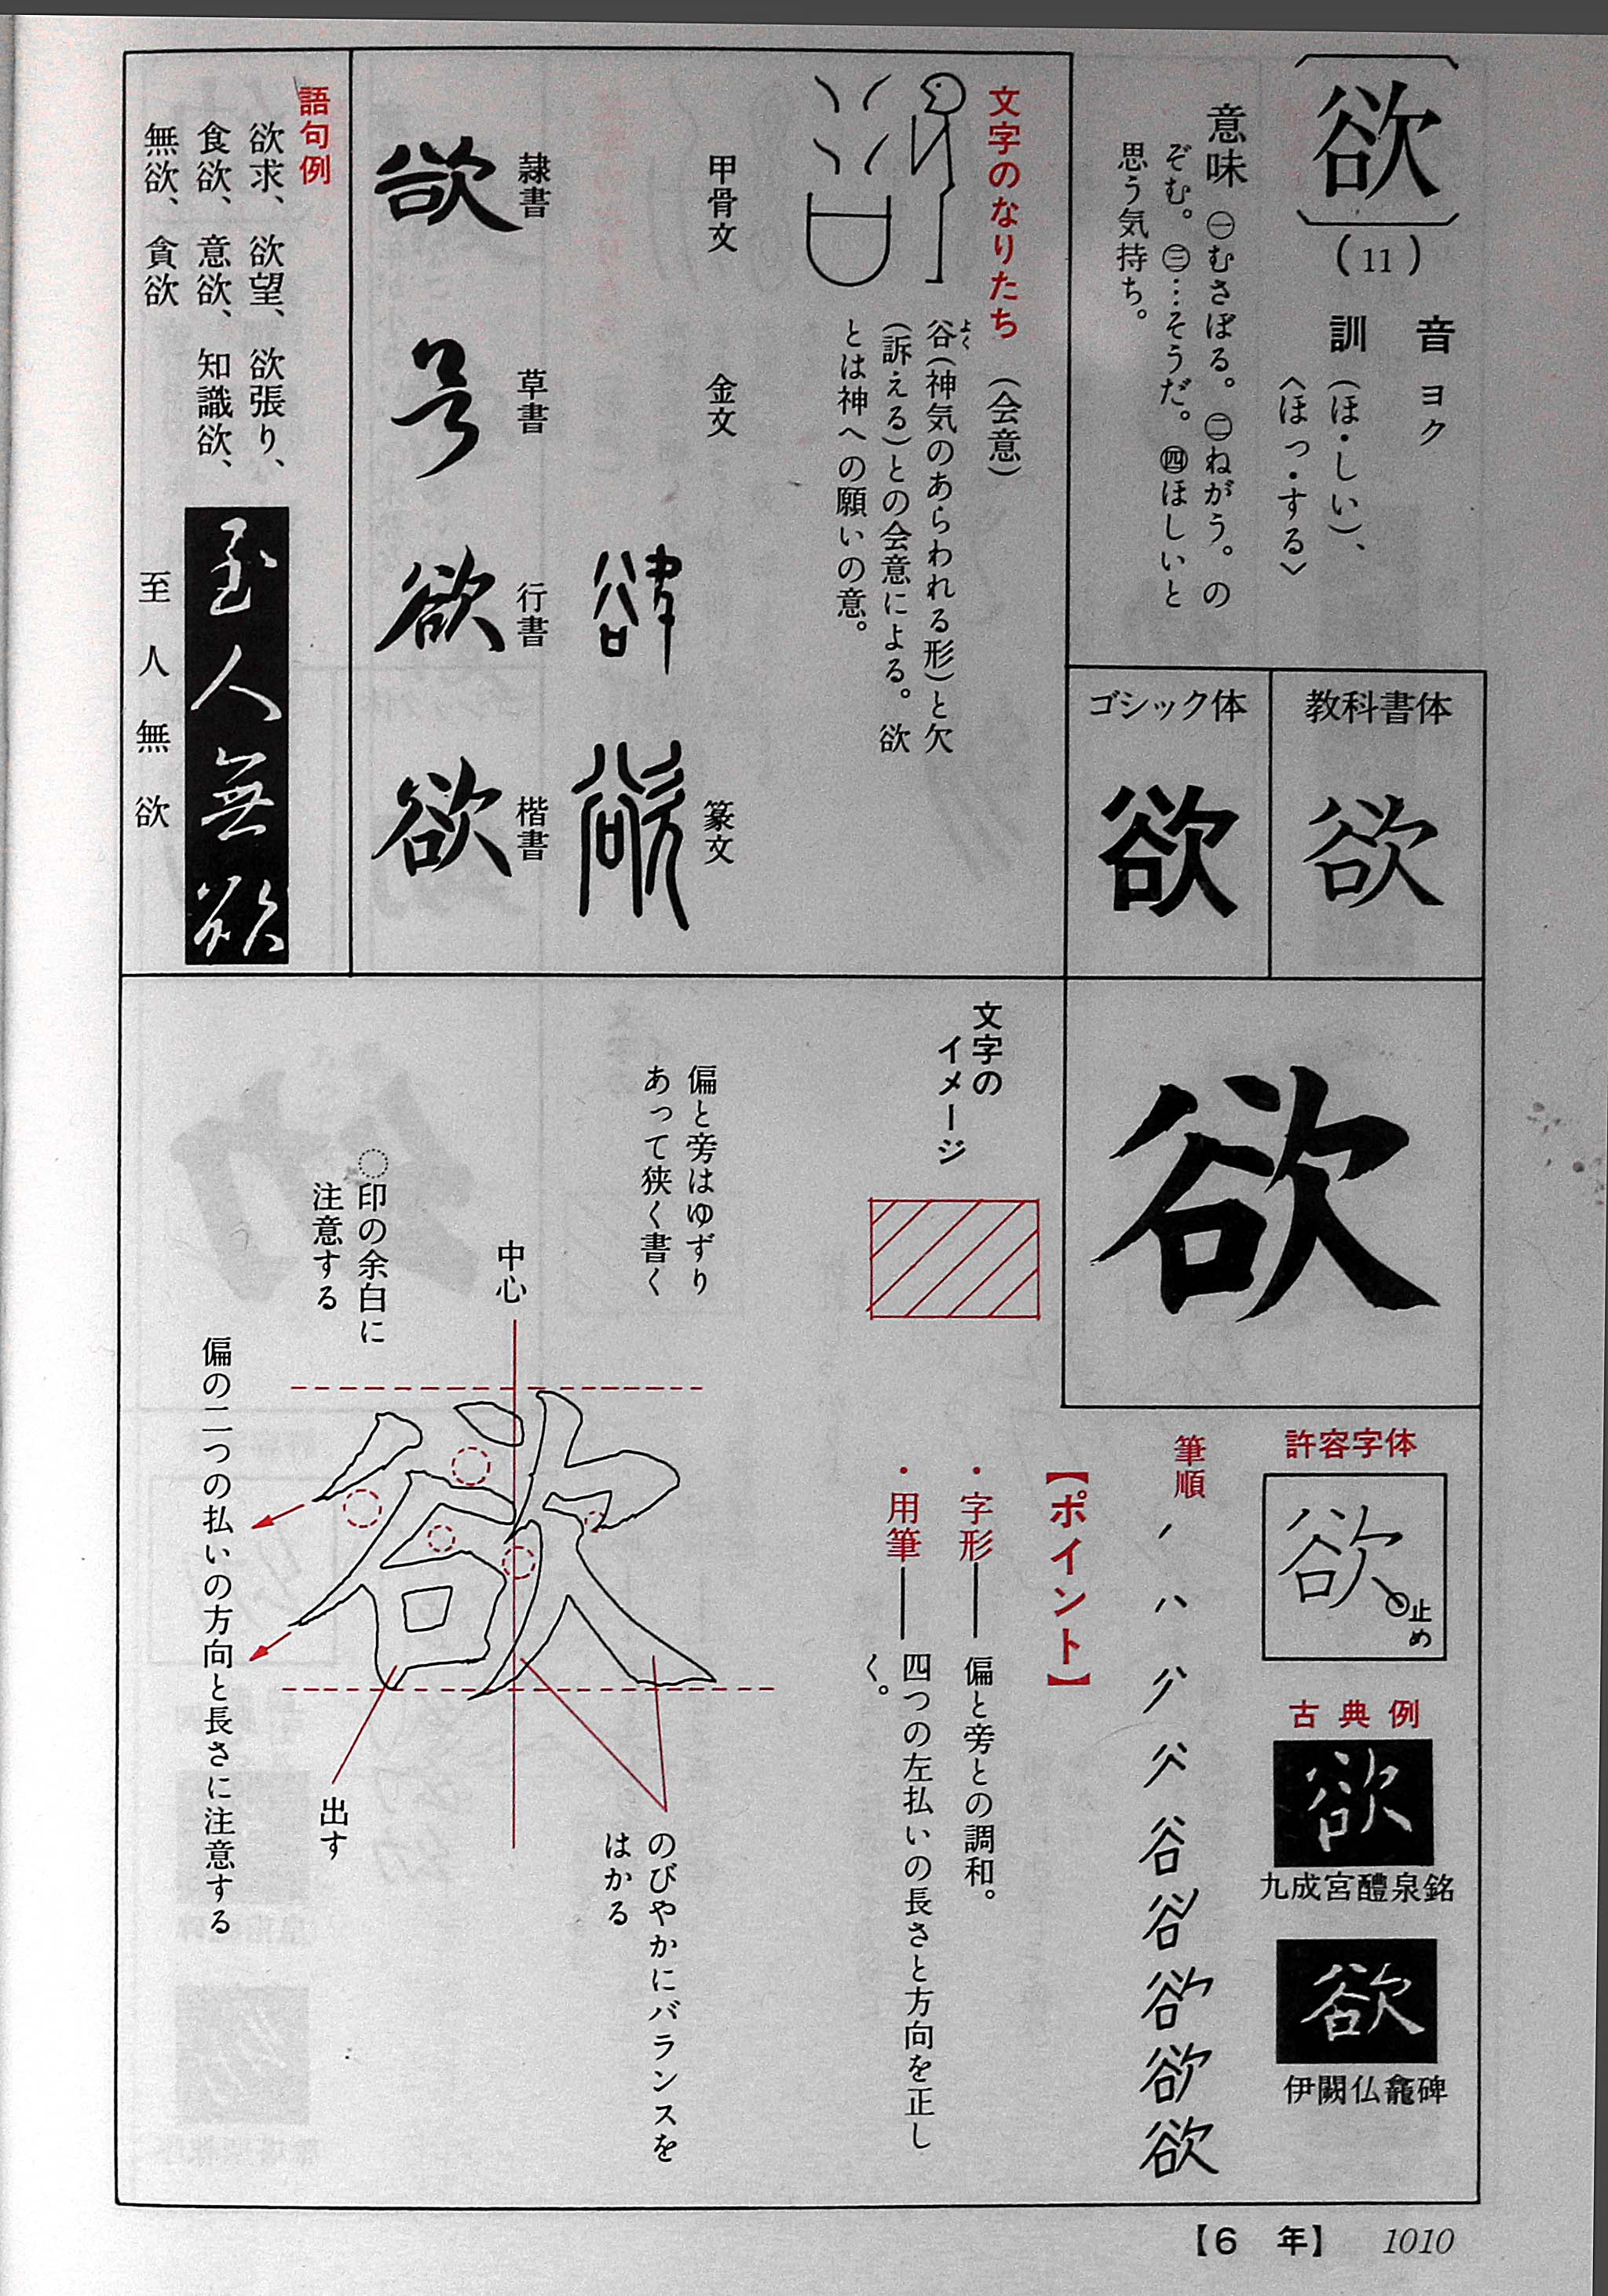 欲
(11)
音 ヨク
訓 (ほ・しい)、
〈ほっ・する〉
意味 ㊀むさぼる。㊁ねがう。の
ぞむ。㊂…そうだ。㊃ほしいと
思う気持ち。
教科書体
欲
ゴシック体
欲
文字のなりたち (会意)
谷(神気のあらわれる形)と欠
よく
(訴える)との会意による。欲
とは神への願いの意。
甲骨文
金文
篆文
隷書
欲
草書
欲
行書
欲
楷書
欲
語句例
欲求、欲望、欲張り、
食欲、意欲、知識欲、
無欲、貪欲
至人無欲
至人無欲
欲
許容字体
欲
止め
古典例
欲
九成宮醴泉銘
欲
伊闕仏龕碑
筆順
【ポイント】
・字形――偏と旁との調和。
・用筆――四つの左払いの長さと方向を正し
く。
文字の
イメージ
偏と旁はゆずり
あって狭く書く
中心
○印の余白に
注意する
偏の二つの払いの方向と長さに注意する
出す
のびやかにバランスを
はかる
【6 年】 1010